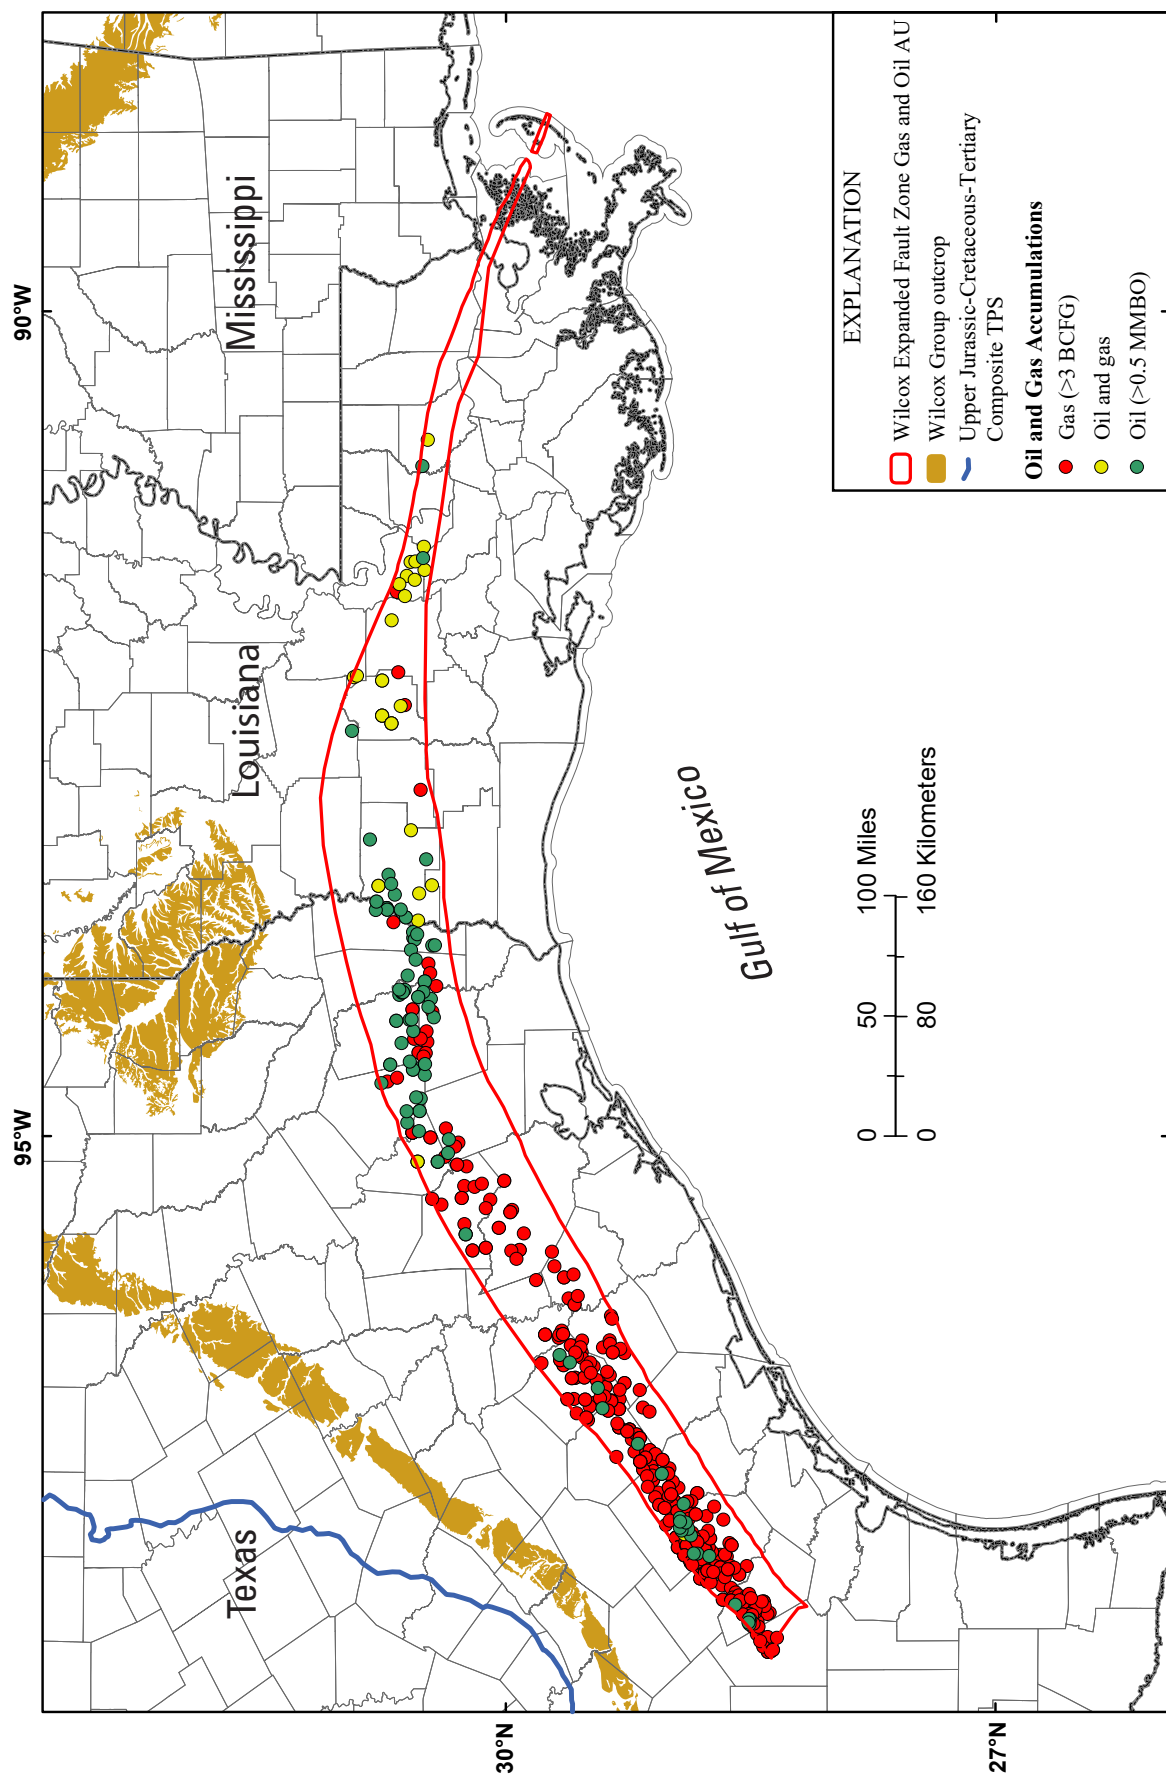 95°W
90°W
30°N
27°N
Texas
Louisiana
Mississippi
Gulf of Mexico
0 50 100 Miles
0 80 160 Kilometers
EXPLANATION
Wilcox Expanded Fault Zone Gas and Oil AU
Wilcox Group outcrop
Upper Jurassic-Cretaceous-Tertiary
Composite TPS
Oil and Gas Accumulations
Gas (>3 BCFG)
Oil and gas
Oil (>0.5 MMBO)